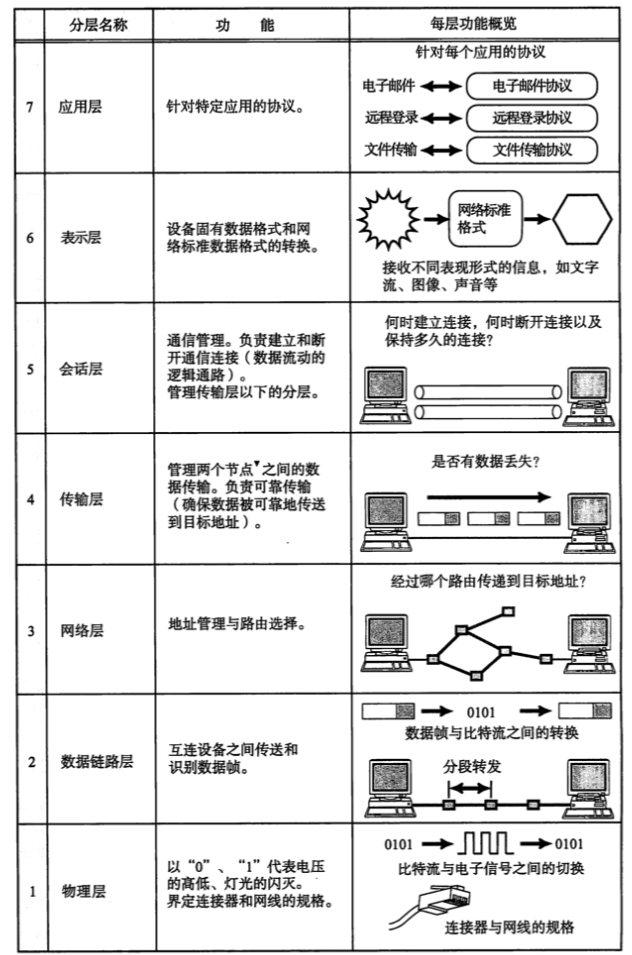 分层名称 功 能 每层功能概览
7 应用层 针对特定应用的协议。
针对每个应用的协议
电子邮件 电子邮件协议
远程登录 远程登录协议
文件传输 文件传输协议
6 表示层
设备固有数据格式和网
络标准数据格式的转换。
网络标准
格式
接收不同表现形式的信息，如文字
流、图像、声音等
5 会话层
通信管理。负责建立和断
开通信连接（数据流动的
逻辑通路）。
管理传输层以下的分层。
何时建立连接，何时断开连接以及
保持多久的连接？
4 传输层
管理两个节点▼之间的数
据传输。负责可靠传输
（确保数据被可靠地传送
到目标地址）。
是否有数据丢失？
3 网络层 地址管理与路由选择。
经过哪个路由传递到目标地址？
2 数据链路层
互连设备之间传送和
识别数据帧。
0101
数据帧与比特流之间的转换
分段转发
1 物理层
以“0”、“1”代表电压
的高低、灯光的闪灭。
界定连接器和网线的规格。
0101 0101
比特流与电子信号之间的切换
连接器与网线的规格